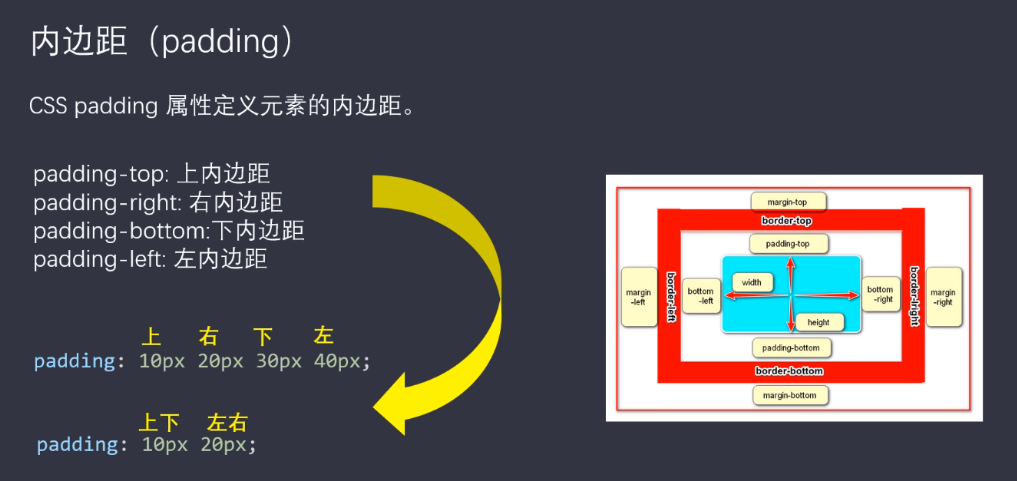 内边距（padding）
CSS padding 属性定义元素的内边距。
padding-top: 上内边距
padding-right: 右内边距
padding-bottom:下内边距
padding-left: 左内边距
上 右 下 左
padding: 10px 20px 30px 40px;
上下 左右
padding: 10px 20px;
margin-top
border-top
padding-top
margin
-left
border-left
bottom
-left
width
height
bottom
-right
border-lright
margin
-right
padding-bottom
border-bottom
margin-bottom